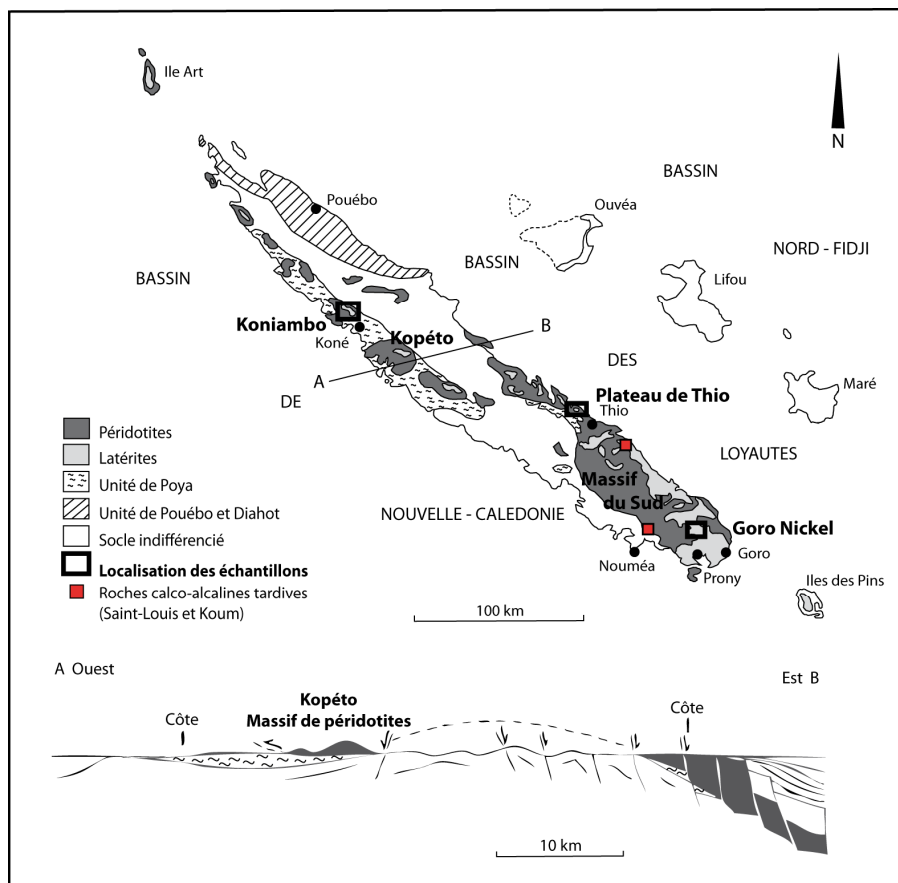 Ile Art
N
BASSIN
Pouébo
Ouvéa
NORD - FIDJI
BASSIN
BASSIN
Lifou
Koniambo
Kopéto
B
Koné
DES
A
Maré
DE
Plateau de Thio
Thio
Péridotites
LOYAUTES
Latérites
Massif
Unité de Poya
du Sud
NOUVELLE - CALEDONIE
Unité de Pouébo et Diahot
Goro Nickel
Socle indifférencié
Nouméa
Goro
Localisation des échantillons
Prony
Iles des Pins
Roches calco-alcalines tardives
(Saint-Louis et Koum)
100 km
A Ouest
Est B
Kopéto
Massif de péridotites
Côte
Côte
10 km